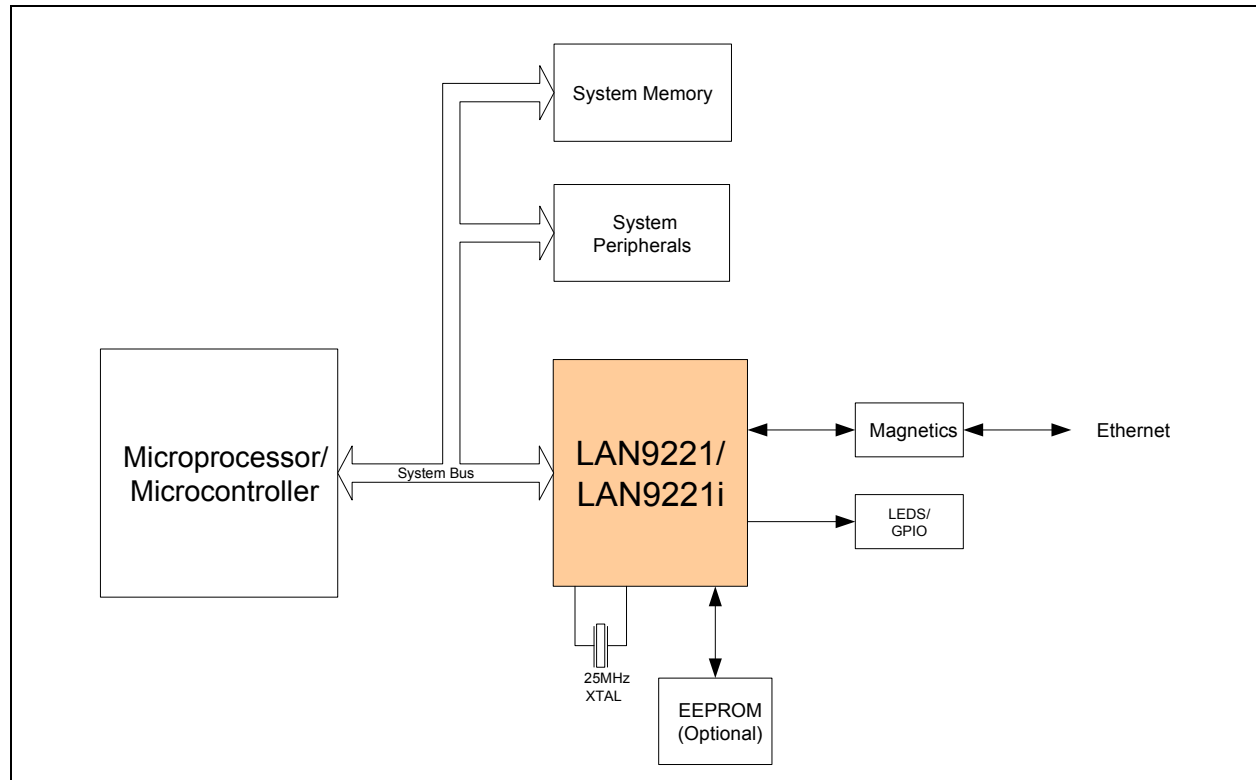 System Memory
System
Peripherals
Microprocessor/
Microcontroller
System Bus
LAN9221/
LAN9221i
Magnetics
Ethernet
LEDS/
GPIO
25MHz
XTAL
EEPROM
(Optional)